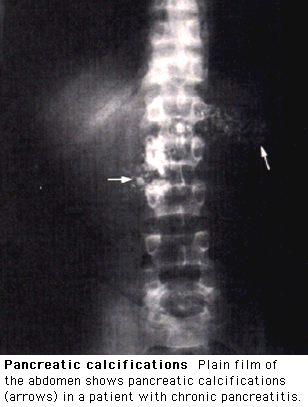 Pancreatic calcifications Plain film of
the abdomen shows pancreatic calcifications
(arrows) in a patient with chronic pancreatitis.